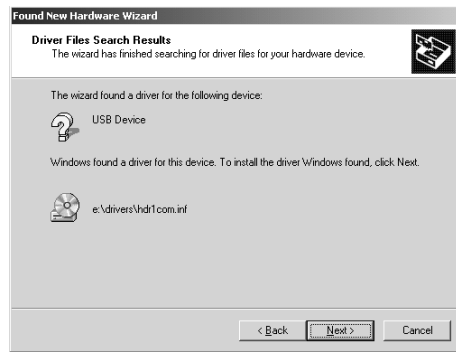 Found New Hardware Wizard
Driver Files Search Results
The wizard has finished searching for driver files for your hardware device.
The wizard found a driver for the following device:
USB Device
Windows found a driver for this device. To install the driver Windows found, click Next.
e:\drivers\hdr1com.inf
< Back Next > Cancel